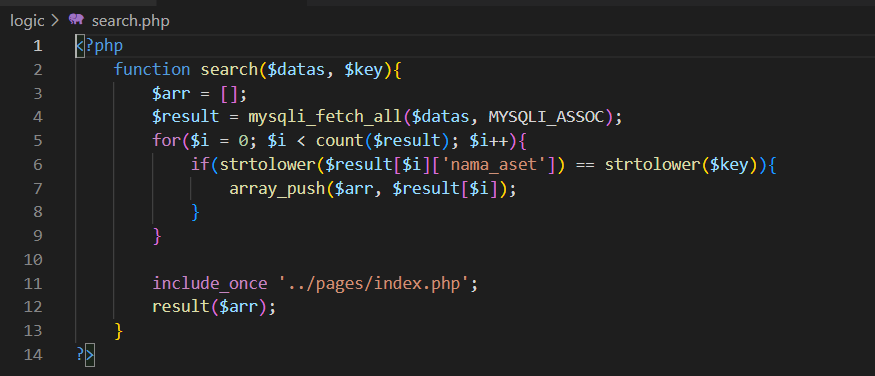 logic > search.php
1 <?php
2 function search($datas, $key){
3 $arr = [];
4 $result = mysqli_fetch_all($datas, MYSQLI_ASSOC);
5 for($i = 0; $i < count($result); $i++){
6 if(strtolower($result[$i]['nama_aset']) == strtolower($key)){
7 array_push($arr, $result[$i]);
8 }
9 }
10
11 include_once '../pages/index.php';
12 result($arr);
13 }
14 ?>